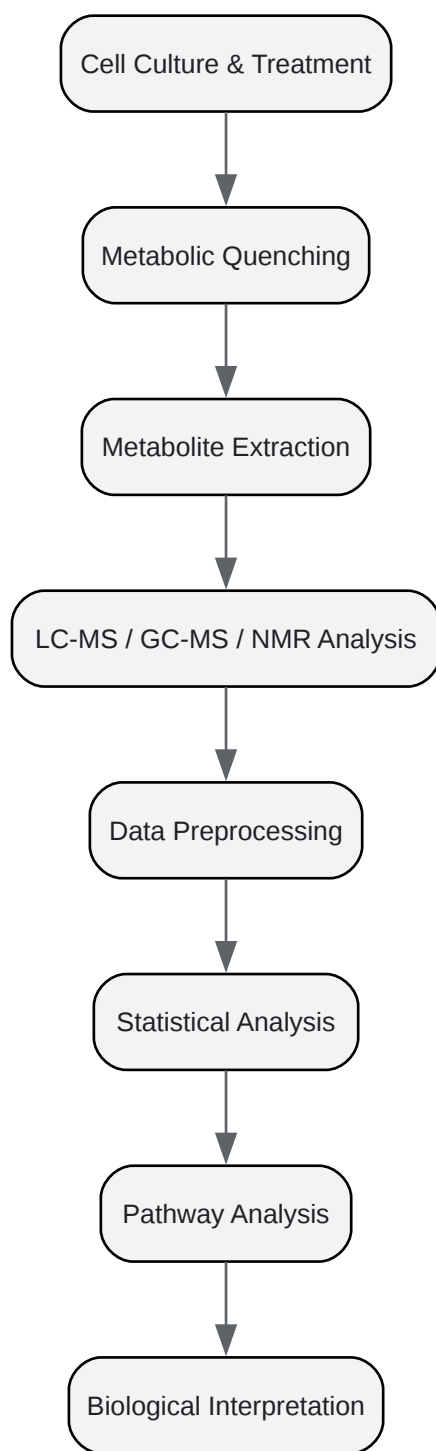 Cell Culture & Treatment
Metabolic Quenching
Metabolite Extraction
LC-MS / GC-MS / NMR Analysis
Data Preprocessing
Statistical Analysis
Pathway Analysis
Biological Interpretation